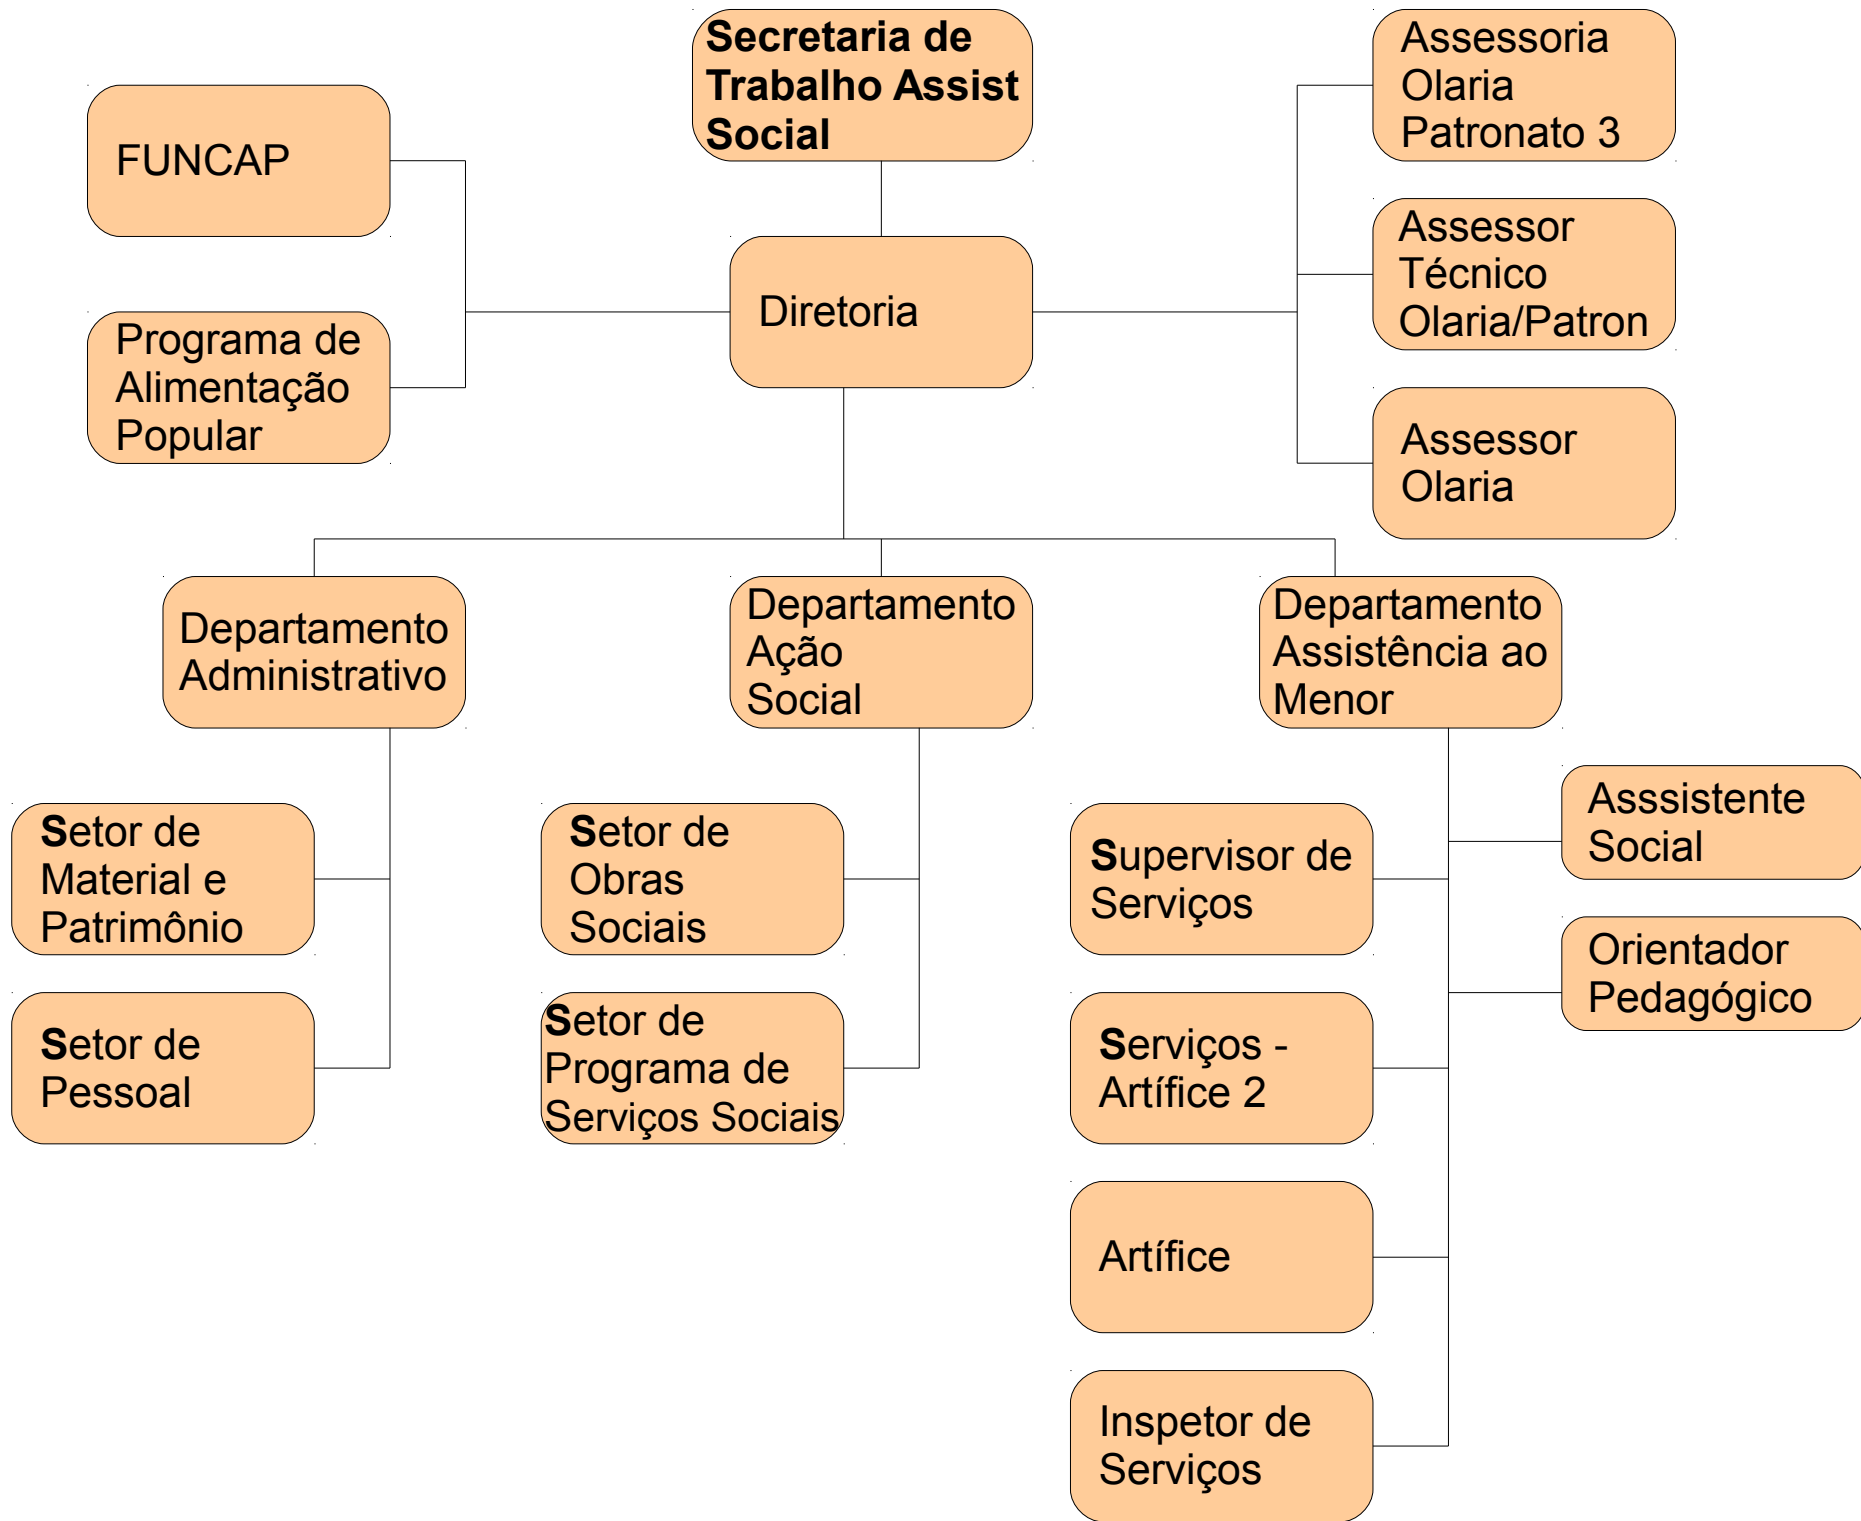 Secretaria de
Trabalho Assist
Social
FUNCAP
Programa de
Alimentação
Popular
Diretoria
Assessoria
Olaria
Patronato 3
Assessor
Técnico
Olaria/Patron
Assessor
Olaria
Departamento
Administrativo
Departamento
Ação
Social
Departamento
Assistência ao
Menor
Setor de
Material e
Patrimônio
Setor de
Pessoal
Setor de
Obras
Sociais
Setor de
Programa de
Serviços Sociais
Supervisor de
Serviços
Serviços -
Artífice 2
Artífice
Inspetor de
Serviços
Asssistente
Social
Orientador
Pedagógico